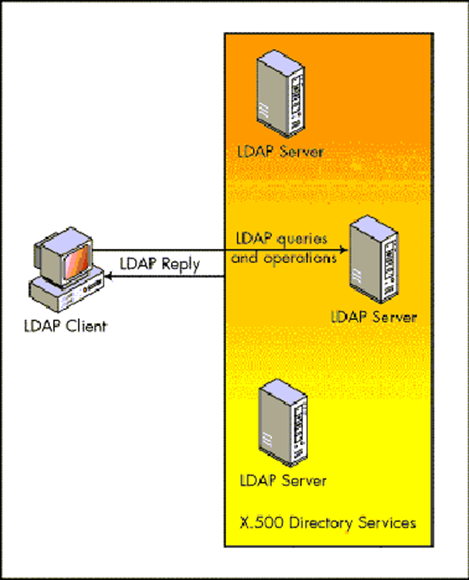 LDAP Server
LDAP queries
and operations
LDAP Reply
LDAP Client
LDAP Server
LDAP Server
X.500 Directory Services